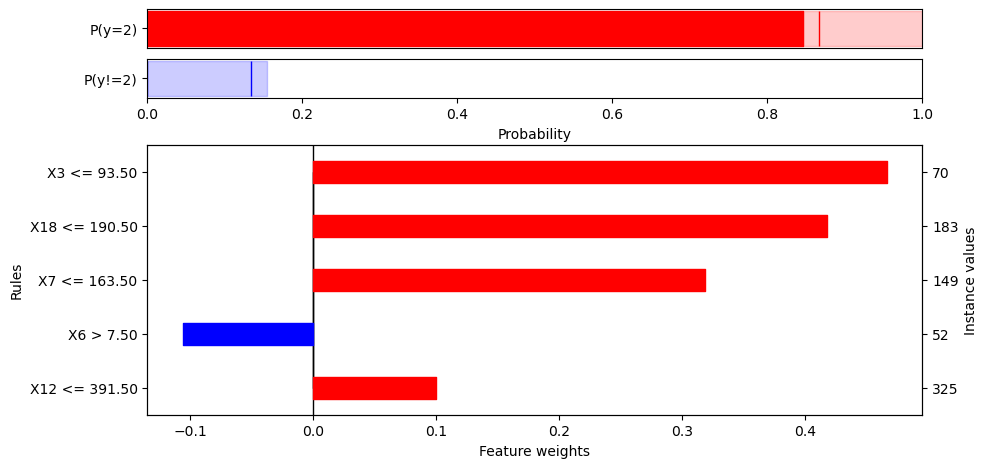 P(y=2)
P(y!=2)
0.0 0.2 0.4 0.6 0.8 1.0
Probability
Rules
X3 <= 93.50 70
X18 <= 190.50 183
X7 <= 163.50 149
X6 > 7.50 52
X12 <= 391.50 325
Instance values
−0.1 0.0 0.1 0.2 0.3 0.4
Feature weights